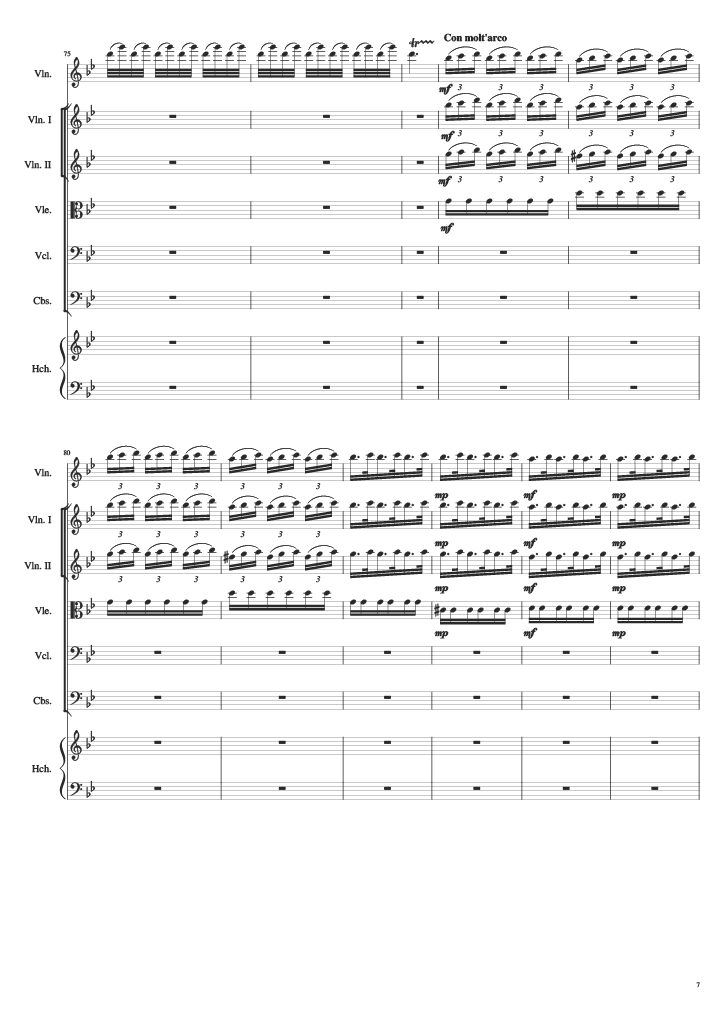 Con molt'arco
75
tr
Vln.
mf
3 3 3 3 3 3
Vln. I
mf
3 3 3 3 3 3
Vln. II
mf
3 3 3 3 3 3
Vle.
mf
Vcl.
Cbs.
Hch.
80
Vln.
3 3 3 3 3 3
mp mf mp
Vln. I
3 3 3 3 3 3
mp mf mp
Vln. II
3 3 3 3 3 3
mp mf mp
Vle.
mp mf mp
Vcl.
Cbs.
Hch.
7